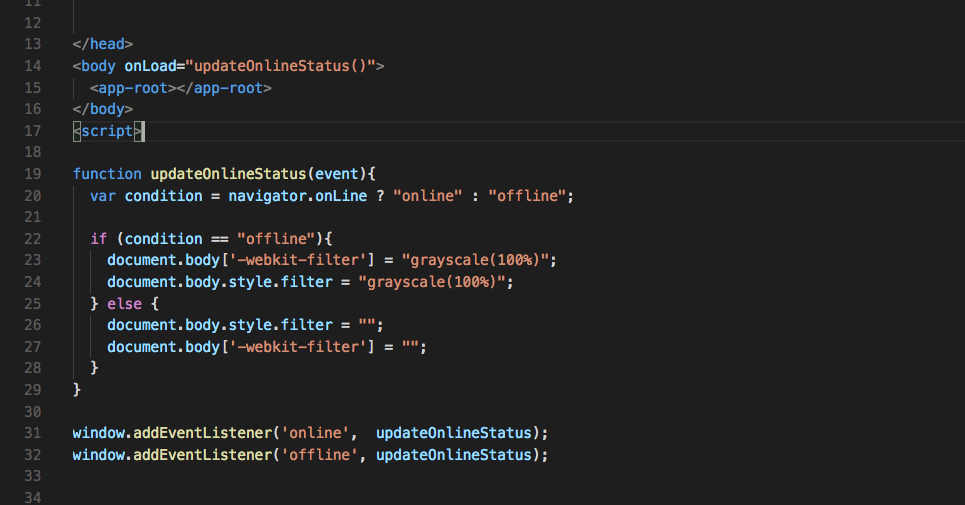 11
12
13 </head>
14 <body onLoad="updateOnlineStatus()">
15 <app-root></app-root>
16 </body>
17 <script>
18
19 function updateOnlineStatus(event){
20 var condition = navigator.onLine ? "online" : "offline";
21
22 if (condition == "offline"){
23 document.body['-webkit-filter'] = "grayscale(100%)";
24 document.body.style.filter = "grayscale(100%)";
25 } else {
26 document.body.style.filter = "";
27 document.body['-webkit-filter'] = "";
28 }
29 }
30
31 window.addEventListener('online',  updateOnlineStatus);
32 window.addEventListener('offline', updateOnlineStatus);
33
34